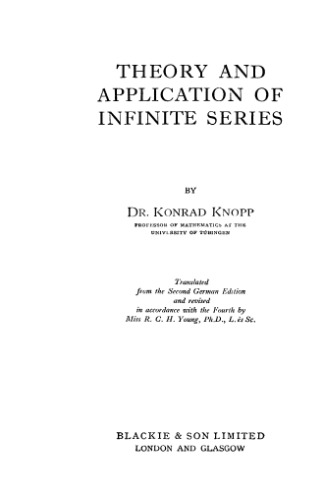 THEORY AND
APPLICATION OF
INFINITE SERIES
BY
DR. KONRAD KNOPP
PROFESSOR OF MATHEMATICS AT THE
UNIVERSITY OF TÜBINGEN
Translated
from the Second German Edition
and revised
in accordance with the Fourth by
Miss R. C. H. Young, Ph.D., L. ès Sc.
BLACKIE & SON LIMITED
LONDON AND GLASGOW